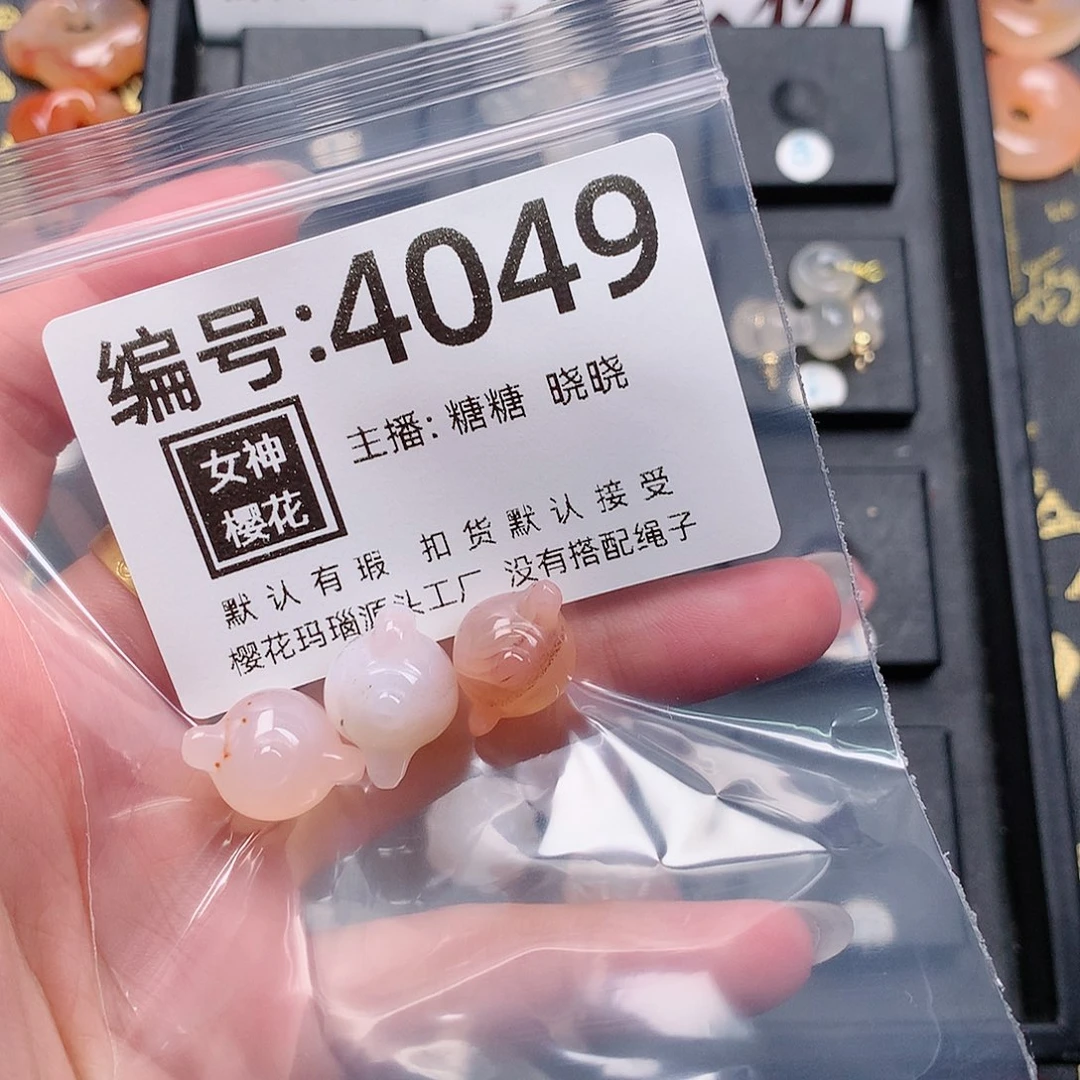 编号:4049
女神
樱花
主播: 糖糖 晓晓
默认有瑕 扣货默认接受
樱花玛瑙源头工厂 没有搭配绳子